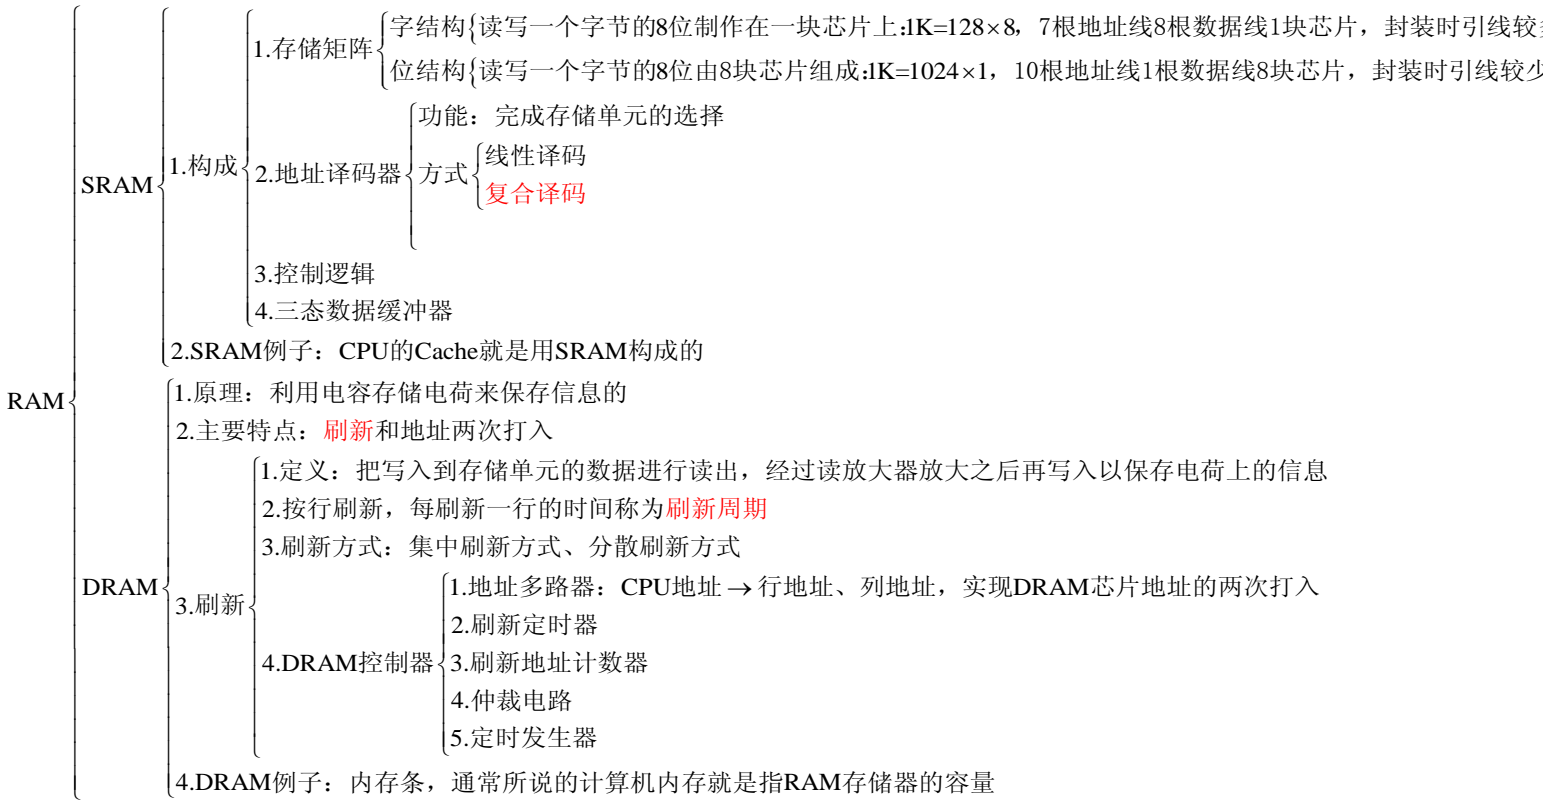 1.存储矩阵
字结构{读写一个字节的8位制作在一块芯片上:1K=128×8，7根地址线8根数据线1块芯片，封装时引线较
位结构{读写一个字节的8位由8块芯片组成:1K=1024×1，10根地址线1根数据线8块芯片，封装时引线较少
功能：完成存储单元的选择
1.构成
2.地址译码器
方式
线性译码
复合译码
SRAM
3.控制逻辑
4.三态数据缓冲器
2.SRAM例子：CPU的Cache就是用SRAM构成的
RAM
1.原理：利用电容存储电荷来保存信息的
2.主要特点：刷新和地址两次打入
1.定义：把写入到存储单元的数据进行读出，经过读放大器放大之后再写入以保存电荷上的信息
2.按行刷新，每刷新一行的时间称为刷新周期
3.刷新方式：集中刷新方式、分散刷新方式
DRAM
3.刷新
1.地址多路器：CPU地址→行地址、列地址，实现DRAM芯片地址的两次打入
2.刷新定时器
4.DRAM控制器
3.刷新地址计数器
4.仲裁电路
5.定时发生器
4.DRAM例子：内存条，通常所说的计算机内存就是指RAM存储器的容量